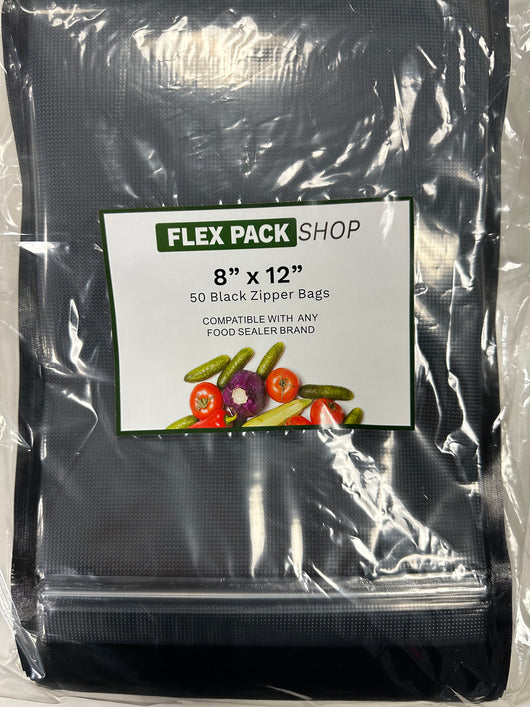 FLEX PACK SHOP
8” x 12”
50 Black Zipper Bags
COMPATIBLE WITH ANY
FOOD SEALER BRAND